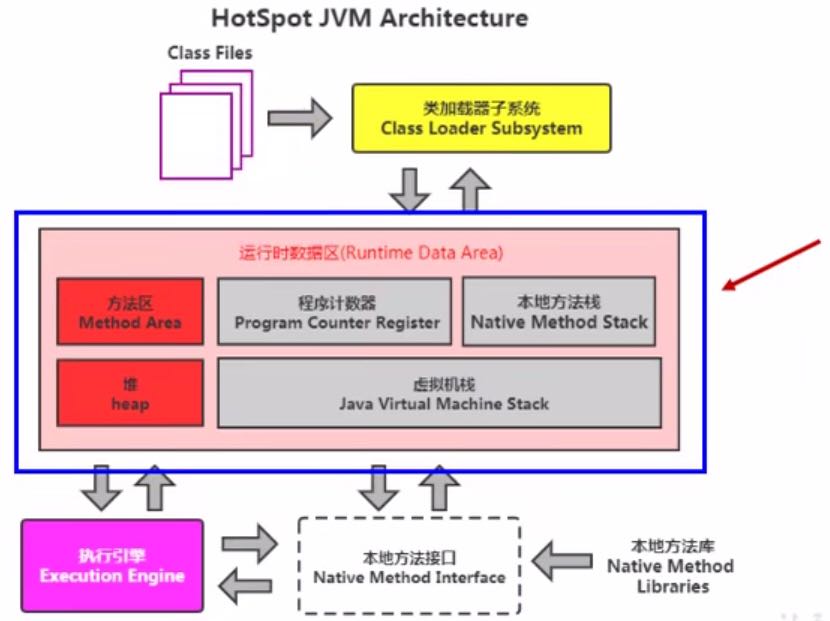 HotSpot JVM Architecture
Class Files
类加载器子系统
Class Loader Subsystem
运行时数据区(Runtime Data Area)
方法区
Method Area
程序计数器
Program Counter Register
本地方法栈
Native Method Stack
堆
heap
虚拟机栈
Java Virtual Machine Stack
执行引擎
Execution Engine
本地方法接口
Native Method Interface
本地方法库
Native Method
Libraries